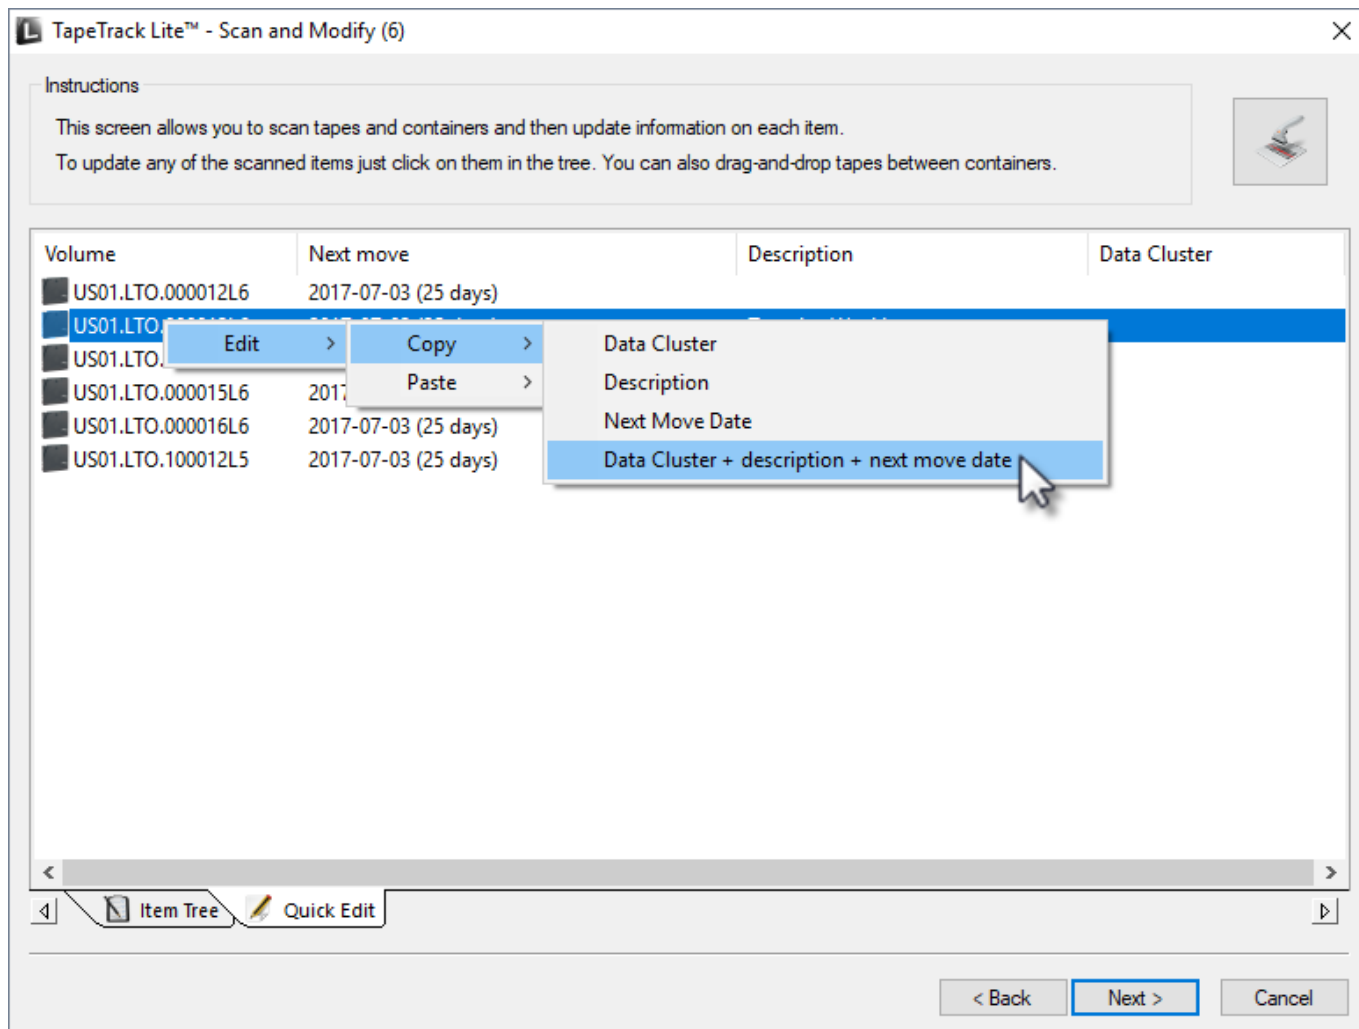 TapeTrack Lite™ - Scan and Modify (6)
Instructions
This screen allows you to scan tapes and containers and then update information on each item.
To update any of the scanned items just click on them in the tree. You can also drag-and-drop tapes between containers.
Volume Next move Description Data Cluster
US01.LTO.000012L6 2017-07-03 (25 days)
US01.LTO.
US01.LTO.
US01.LTO.000015L6 2017
US01.LTO.000016L6 2017-07-03 (25 days)
US01.LTO.100012L5 2017-07-03 (25 days)
Edit
Copy
Paste
Data Cluster
Description
Next Move Date
Data Cluster + description + next move date
Item Tree Quick Edit
< Back Next > Cancel